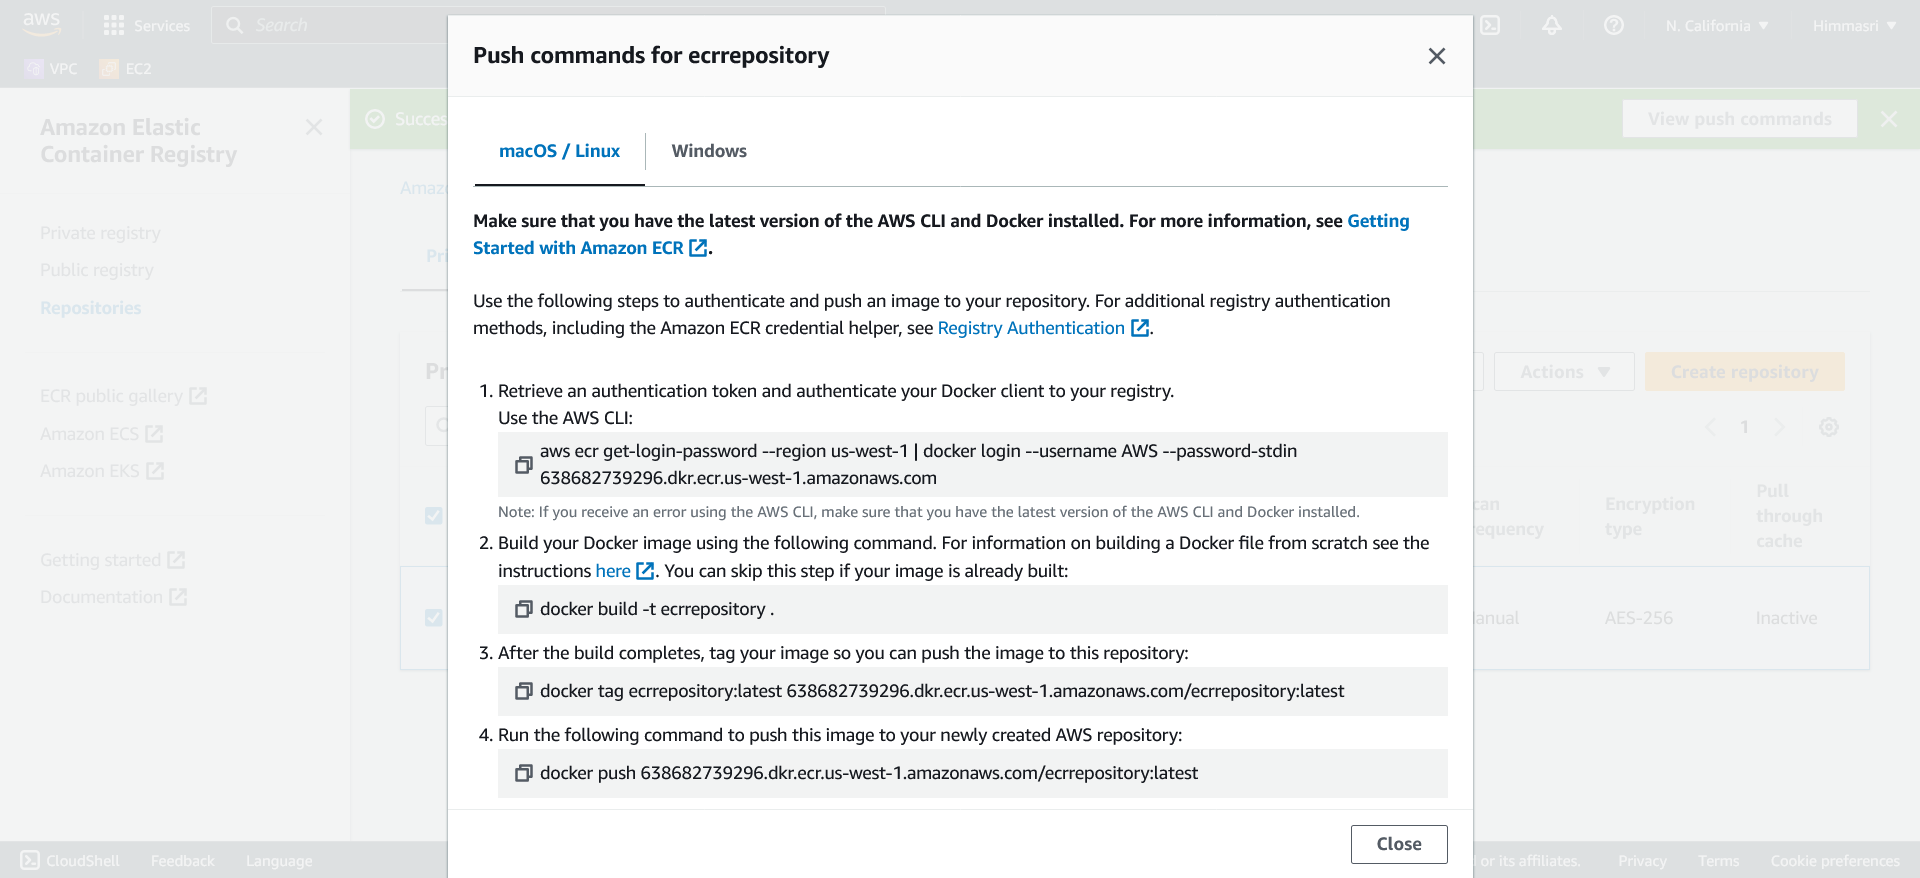 aws
Services
Search
N. California
Himmasri
VPC
EC2
Push commands for ecrrepository
Amazon Elastic
Container Registry
Private registry
Public registry
Repositories
ECR public gallery
Amazon ECS
Amazon EKS
Getting started
Documentation
View push commands
Actions
Create repository
1
Encryption
type
Pull
through
cache
AES-256
Inactive
macOS / Linux
Windows
Make sure that you have the latest version of the AWS CLI and Docker installed. For more information, see Getting
Started with Amazon ECR.
Use the following steps to authenticate and push an image to your repository. For additional registry authentication
methods, including the Amazon ECR credential helper, see Registry Authentication.
1. Retrieve an authentication token and authenticate your Docker client to your registry.
Use the AWS CLI:
aws ecr get-login-password --region us-west-1 | docker login --username AWS --password-stdin
638682739296.dkr.ecr.us-west-1.amazonaws.com
Note: If you receive an error using the AWS CLI, make sure that you have the latest version of the AWS CLI and Docker installed.
2. Build your Docker image using the following command. For information on building a Docker file from scratch see the
instructions here. You can skip this step if your image is already built:
docker build -t ecrrepository .
3. After the build completes, tag your image so you can push the image to this repository:
docker tag ecrrepository:latest 638682739296.dkr.ecr.us-west-1.amazonaws.com/ecrrepository:latest
4. Run the following command to push this image to your newly created AWS repository:
docker push 638682739296.dkr.ecr.us-west-1.amazonaws.com/ecrrepository:latest
Close
CloudShell
Feedback
Language
or its affiliates.
Privacy
Terms
Cookie preferences